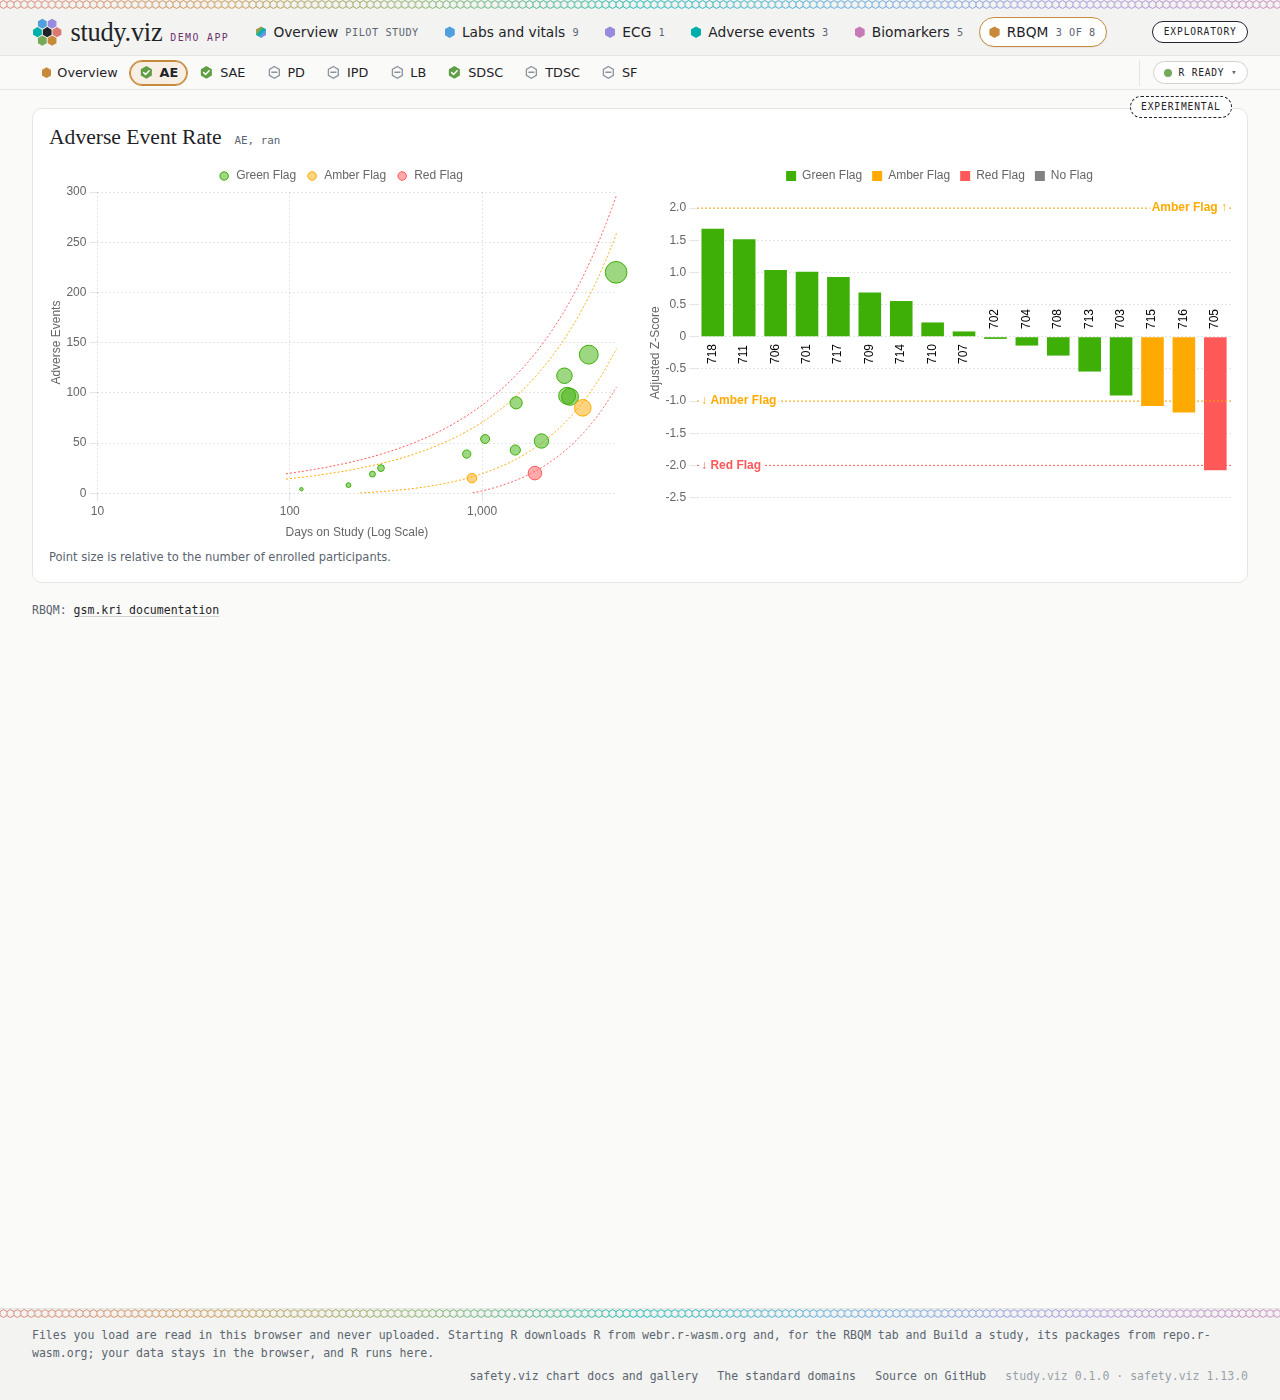 study.viz DEMO APP
Overview PILOT STUDY
Labs and vitals 9
ECG 1
Adverse events 3
Biomarkers 5
RBQM 3 OF 8
EXPLORATORY
Overview
AE
SAE
PD
IPD
LB
SDSC
TDSC
SF
R READY ▾
EXPERIMENTAL
Adverse Event Rate AE, ran
Green Flag Amber Flag Red Flag
300
250
200
150
100
50
0
Adverse Events
10 100 1,000
Days on Study (Log Scale)
Green Flag Amber Flag Red Flag No Flag
2.0
1.5
1.0
0.5
0
-0.5
-1.0
-1.5
-2.0
-2.5
Adjusted Z-Score
Amber Flag ↑
↓ Amber Flag
↓ Red Flag
718 711 706 701 717 709 714 710 707 702 704 708 713 703 715 716 705
Point size is relative to the number of enrolled participants.
RBQM: gsm.kri documentation
Files you load are read in this browser and never uploaded. Starting R downloads R from webr.r-wasm.org and, for the RBQM tab and Build a study, its packages from repo.r-
wasm.org; your data stays in the browser, and R runs here.
safety.viz chart docs and gallery The standard domains Source on GitHub study.viz 0.1.0 · safety.viz 1.13.0